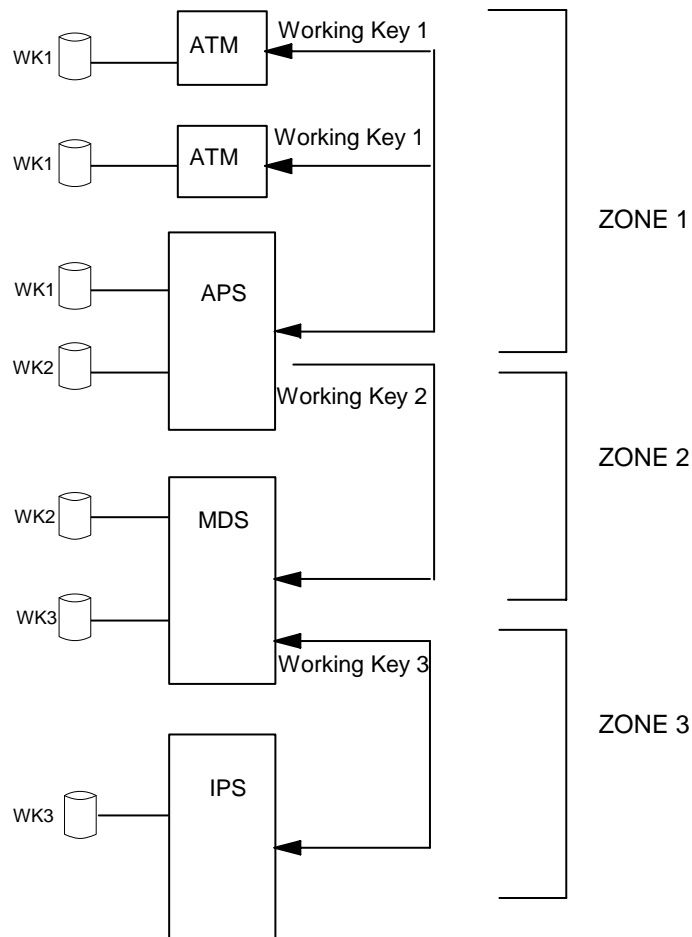 WK1
ATM
Working Key 1
WK1
ATM
Working Key 1
ZONE 1
WK1
APS
WK2
Working Key 2
ZONE 2
WK2
MDS
WK3
Working Key 3
ZONE 3
IPS
WK3